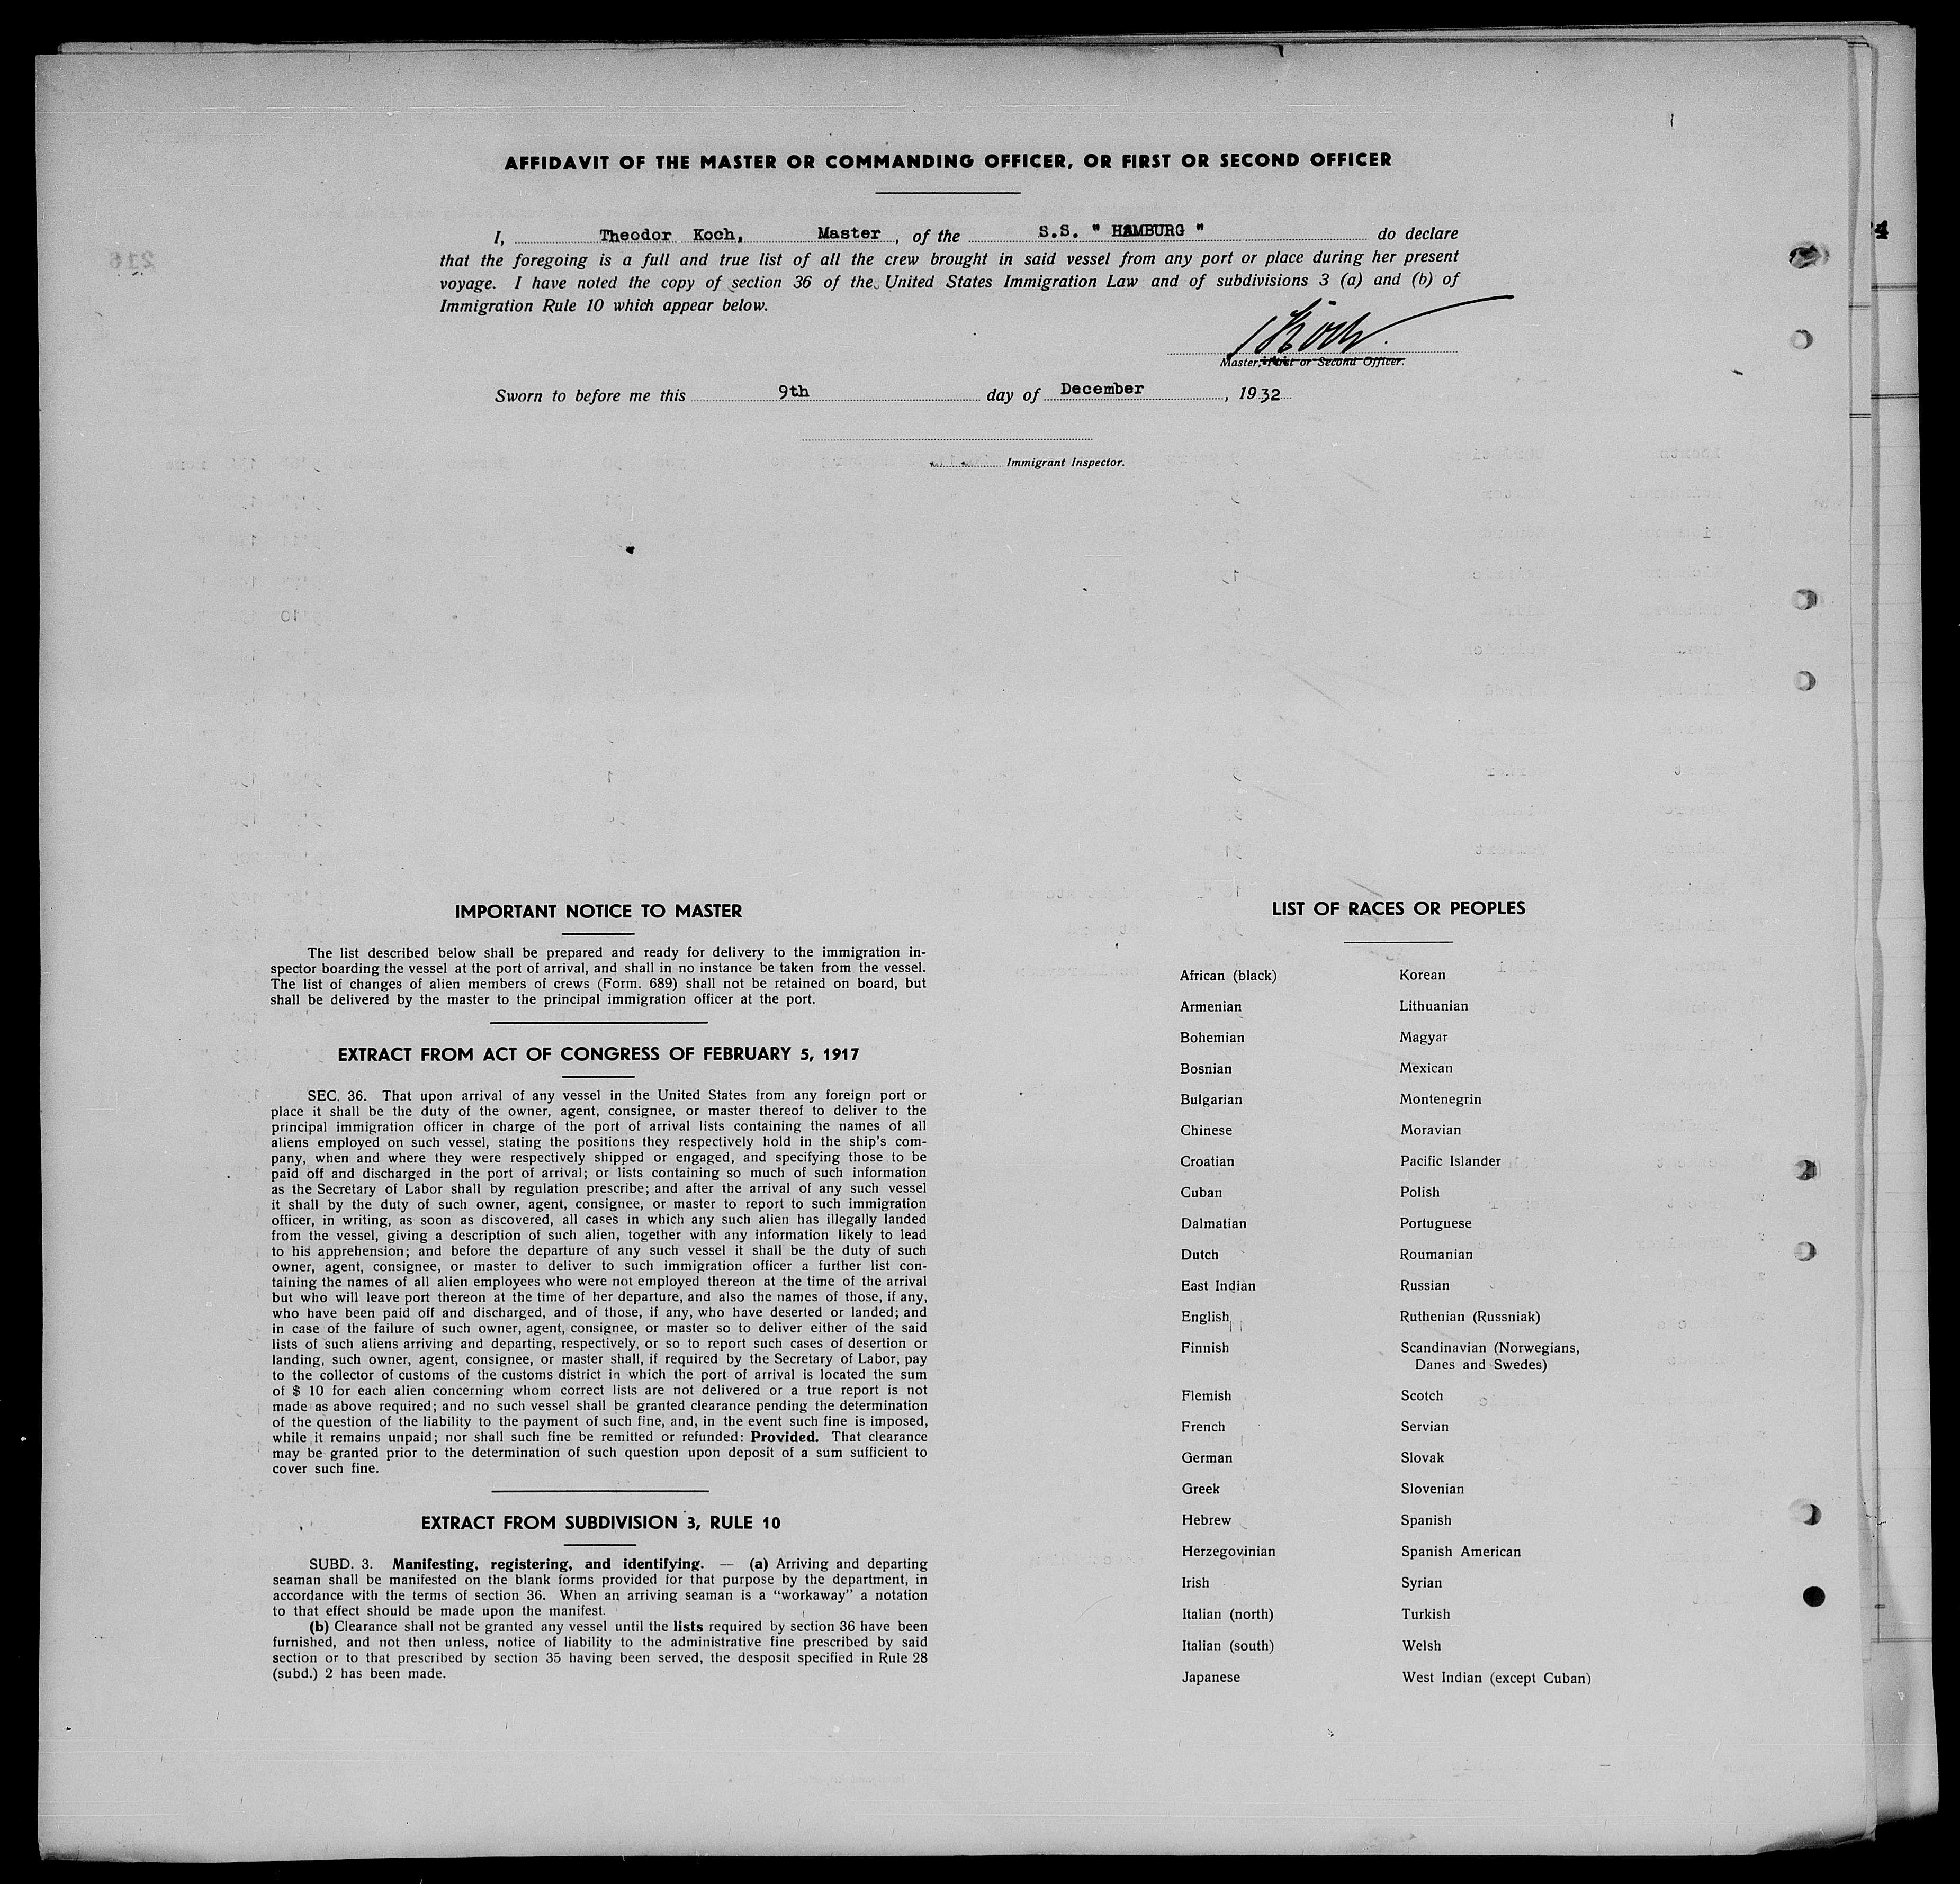 AFFIDAVIT OF THE MASTER OR COMMANDING OFFICER, OR FIRST OR SECOND OFFICER
I, Theodor Koch, Master, of the S.S. " HAMBURG " do declare
that the foregoing is a full and true list of all the crew brought in said vessel from any port or place during her present
voyage. I have noted the copy of section 36 of the United States Immigration Law and of subdivisions 3 (a) and (b) of
Immigration Rule 10 which appear below.
Koch
Master, First or Second Officer.
Sworn to before me this 9th day of December, 1932
Immigrant Inspector.
IMPORTANT NOTICE TO MASTER
The list described below shall be prepared and ready for delivery to the immigration in-
spector boarding the vessel at the port of arrival, and shall in no instance be taken from the vessel.
The list of changes of alien members of crews (Form. 689) shall not be retained on board, but
shall be delivered by the master to the principal immigration officer at the port.
EXTRACT FROM ACT OF CONGRESS OF FEBRUARY 5, 1917
SEC. 36. That upon arrival of any vessel in the United States from any foreign port or
place it shall be the duty of the owner, agent, consignee, or master thereof to deliver to the
principal immigration officer in charge of the port of arrival lists containing the names of all
aliens employed on such vessel, stating the positions they respectively hold in the ship's com-
pany, when and where they were respectively shipped or engaged, and specifying those to be
paid off and discharged in the port of arrival; or lists containing so much of such information
as the Secretary of Labor shall by regulation prescribe; and after the arrival of any such vessel
it shall by the duty of such owner, agent, consignee, or master to report to such immigration
officer, in writing, as soon as discovered, all cases in which any such alien has illegally landed
from the vessel, giving a description of such alien, together with any information likely to lead
to his apprehension; and before the departure of any such vessel it shall be the duty of such
owner, agent, consignee, or master to deliver to such immigration officer a further list con-
taining the names of all alien employees who were not employed thereon at the time of the arrival
but who will leave port thereon at the time of her departure, and also the names of those, if any,
who have been paid off and discharged, and of those, if any, who have deserted or landed; and
in case of the failure of such owner, agent, consignee, or master so to deliver either of the said
lists of such aliens arriving and departing, respectively, or so to report such cases of desertion or
landing, such owner, agent, consignee, or master shall, if required by the Secretary of Labor, pay
to the collector of customs of the customs district in which the port of arrival is located the sum
of $ 10 for each alien concerning whom correct lists are not delivered or a true report is not
made as above required; and no such vessel shall be granted clearance pending the determination
of the question of the liability to the payment of such fine, and, in the event such fine is imposed,
while it remains unpaid; nor shall such fine be remitted or refunded: Provided. That clearance
may be granted prior to the determination of such question upon deposit of a sum sufficient to
cover such fine.
EXTRACT FROM SUBDIVISION 3, RULE 10
SUBD. 3. Manifesting, registering, and identifying. — (a) Arriving and departing
seaman shall be manifested on the blank forms provided for that purpose by the department, in
accordance with the terms of section 36. When an arriving seaman is a "workaway" a notation
to that effect should be made upon the manifest.
(b) Clearance shall not be granted any vessel until the lists required by section 36 have been
furnished, and not then unless, notice of liability to the administrative fine prescribed by said
section or to that prescribed by section 35 having been served, the desposit specified in Rule 28
(subd.) 2 has been made.
LIST OF RACES OR PEOPLES
African (black)
Armenian
Bohemian
Bosnian
Bulgarian
Chinese
Croatian
Cuban
Dalmatian
Dutch
East Indian
English
Finnish
Flemish
French
German
Greek
Hebrew
Herzegovinian
Irish
Italian (north)
Italian (south)
Japanese
Korean
Lithuanian
Magyar
Mexican
Montenegrin
Moravian
Pacific Islander
Polish
Portuguese
Roumanian
Russian
Ruthenian (Russniak)
Scandinavian (Norwegians,
Danes and Swedes)
Scotch
Servian
Slovak
Slovenian
Spanish
Spanish American
Syrian
Turkish
Welsh
West Indian (except Cuban)